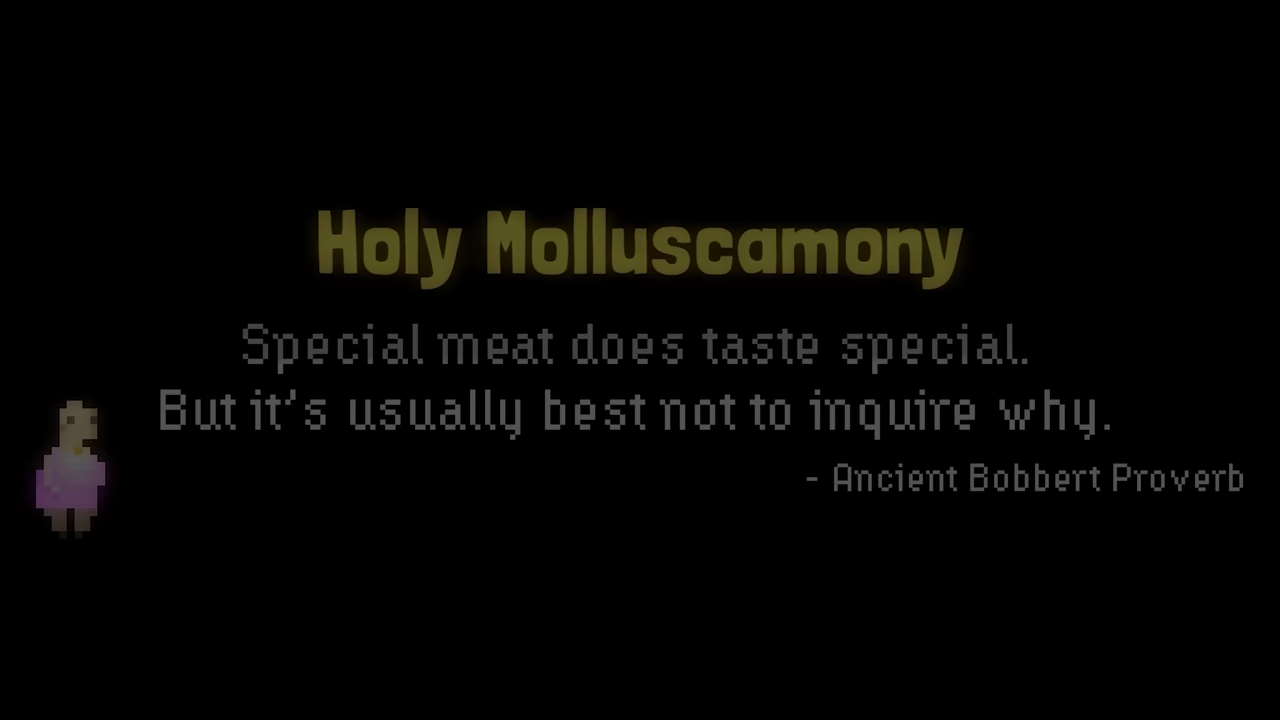 Holy Molluscamony
Special meat does taste special.
But it's usually best not to inquire why.
- Ancient Bobbert Proverb